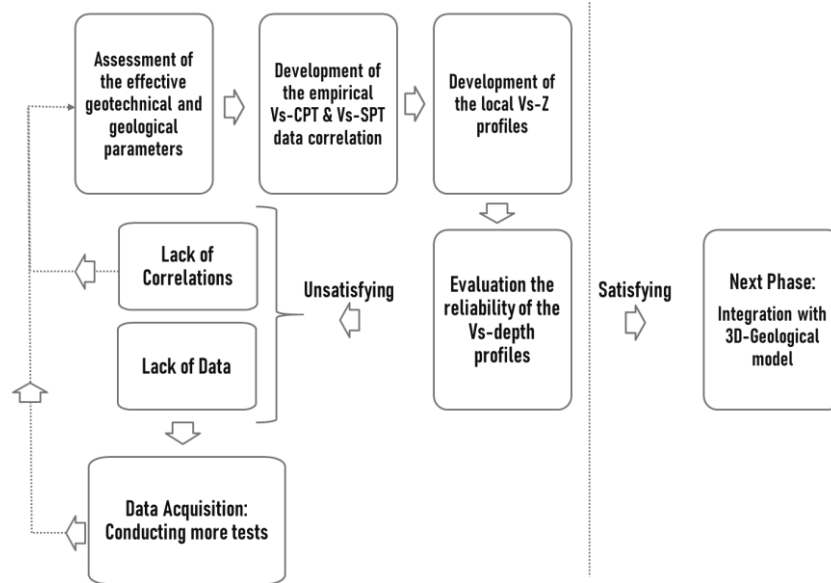 Assessment of
the effective
geotechnical and
geological
parameters
Development of
the empirical
Vs-CPT & Vs-SPT
data correlation
Development of
the local Vs-Z
profiles
Lack of
Correlations
Lack of Data
Unsatisfying
Evaluation the
reliability of the
Vs-depth
profiles
Satisfying
Next Phase:
Integration with
3D-Geological
model
Data Acquisition:
Conducting more tests